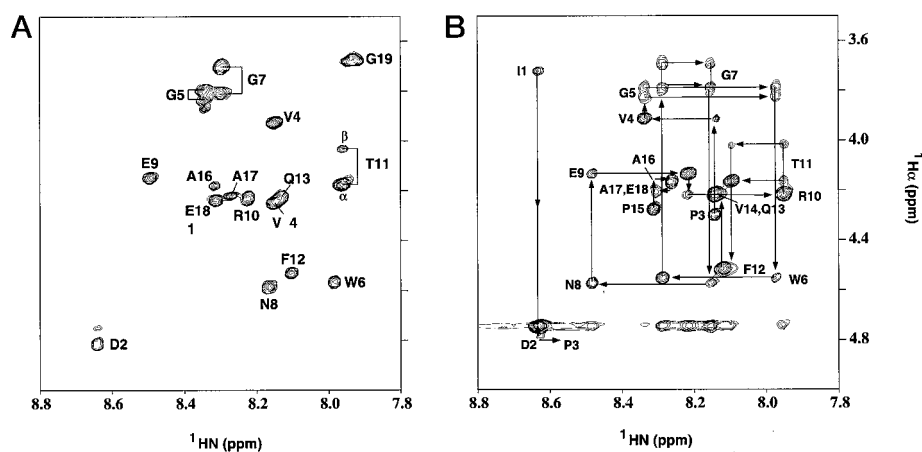 A
G19
G7
G5
V4
β
T11
α
E9
A16
A17
Q13
E18
R10
V 4
1
F12
N8
W6
D2
8.8
8.6
8.4
8.2
8.0
7.8
¹HN (ppm)
B
I1
G7
G5
V4
A16
T11
E9
A17,E18
R10
P15
V14,Q13
P3
F12
W6
N8
D2
P3
3.6
4.0
4.4
4.8
¹Hα (ppm)
8.8
8.6
8.4
8.2
8.0
7.8
¹HN (ppm)